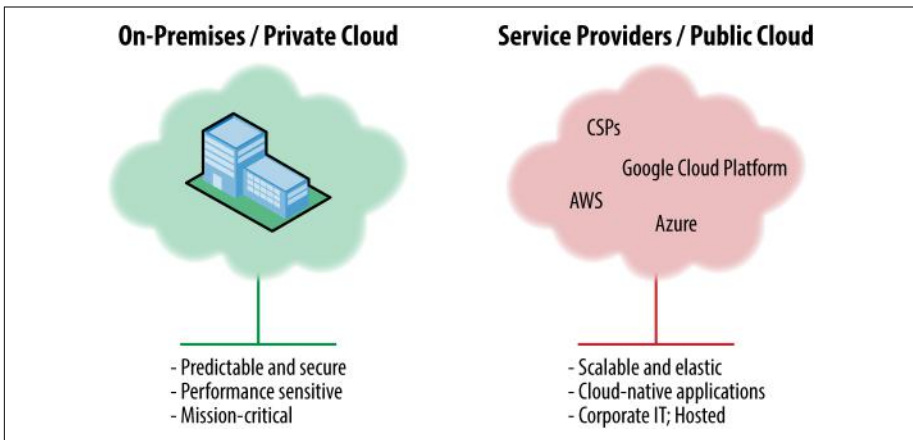 On-Premises / Private Cloud
- Predictable and secure
- Performance sensitive
- Mission-critical
Service Providers / Public Cloud
CSPs
Google Cloud Platform
AWS
Azure
- Scalable and elastic
- Cloud-native applications
- Corporate IT; Hosted